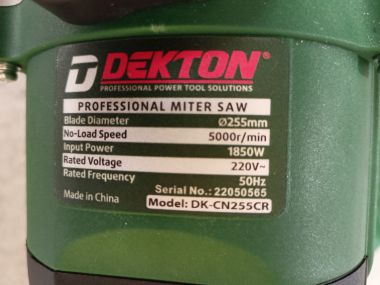 DEKTON®
PROFESSIONAL POWER TOOL SOLUTIONS
PROFESSIONAL MITER SAW
Blade Diameter Ø255mm
No-Load Speed 5000r/min
Input Power 1850W
Rated Voltage 220V~
Rated Frequency 50Hz
Serial No.: 22050565
Made in China Model: DK-CN255CR